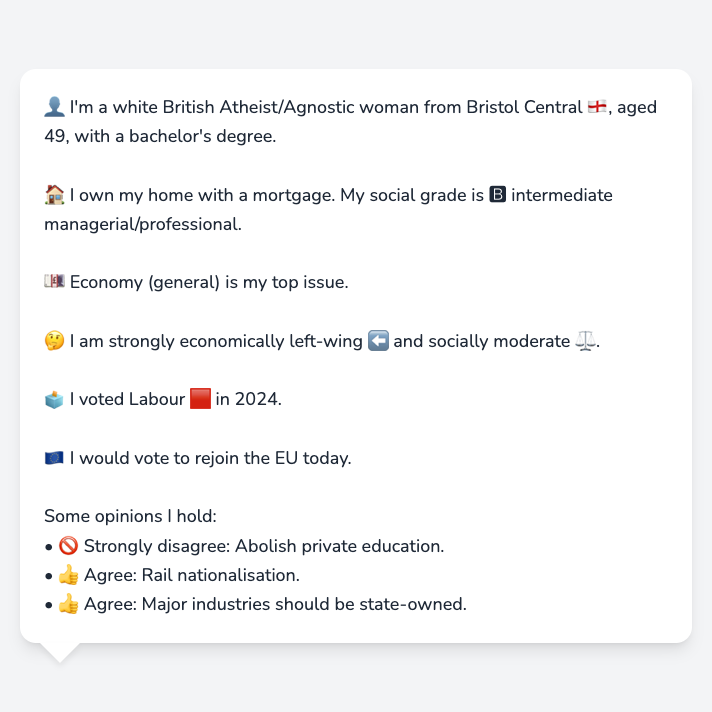 👤 I'm a white British Atheist/Agnostic woman from Bristol Central 🏴󠁧󠁢󠁥󠁮󠁧󠁿, aged
49, with a bachelor's degree.
🏠 I own my home with a mortgage. My social grade is 🅱 intermediate
managerial/professional.
💷 Economy (general) is my top issue.
🤔 I am strongly economically left-wing ⬅️ and socially moderate ⚖️.
🗳️ I voted Labour 🟥 in 2024.
🇪🇺 I would vote to rejoin the EU today.
Some opinions I hold:
• 🚫 Strongly disagree: Abolish private education.
• 👍 Agree: Rail nationalisation.
• 👍 Agree: Major industries should be state-owned.